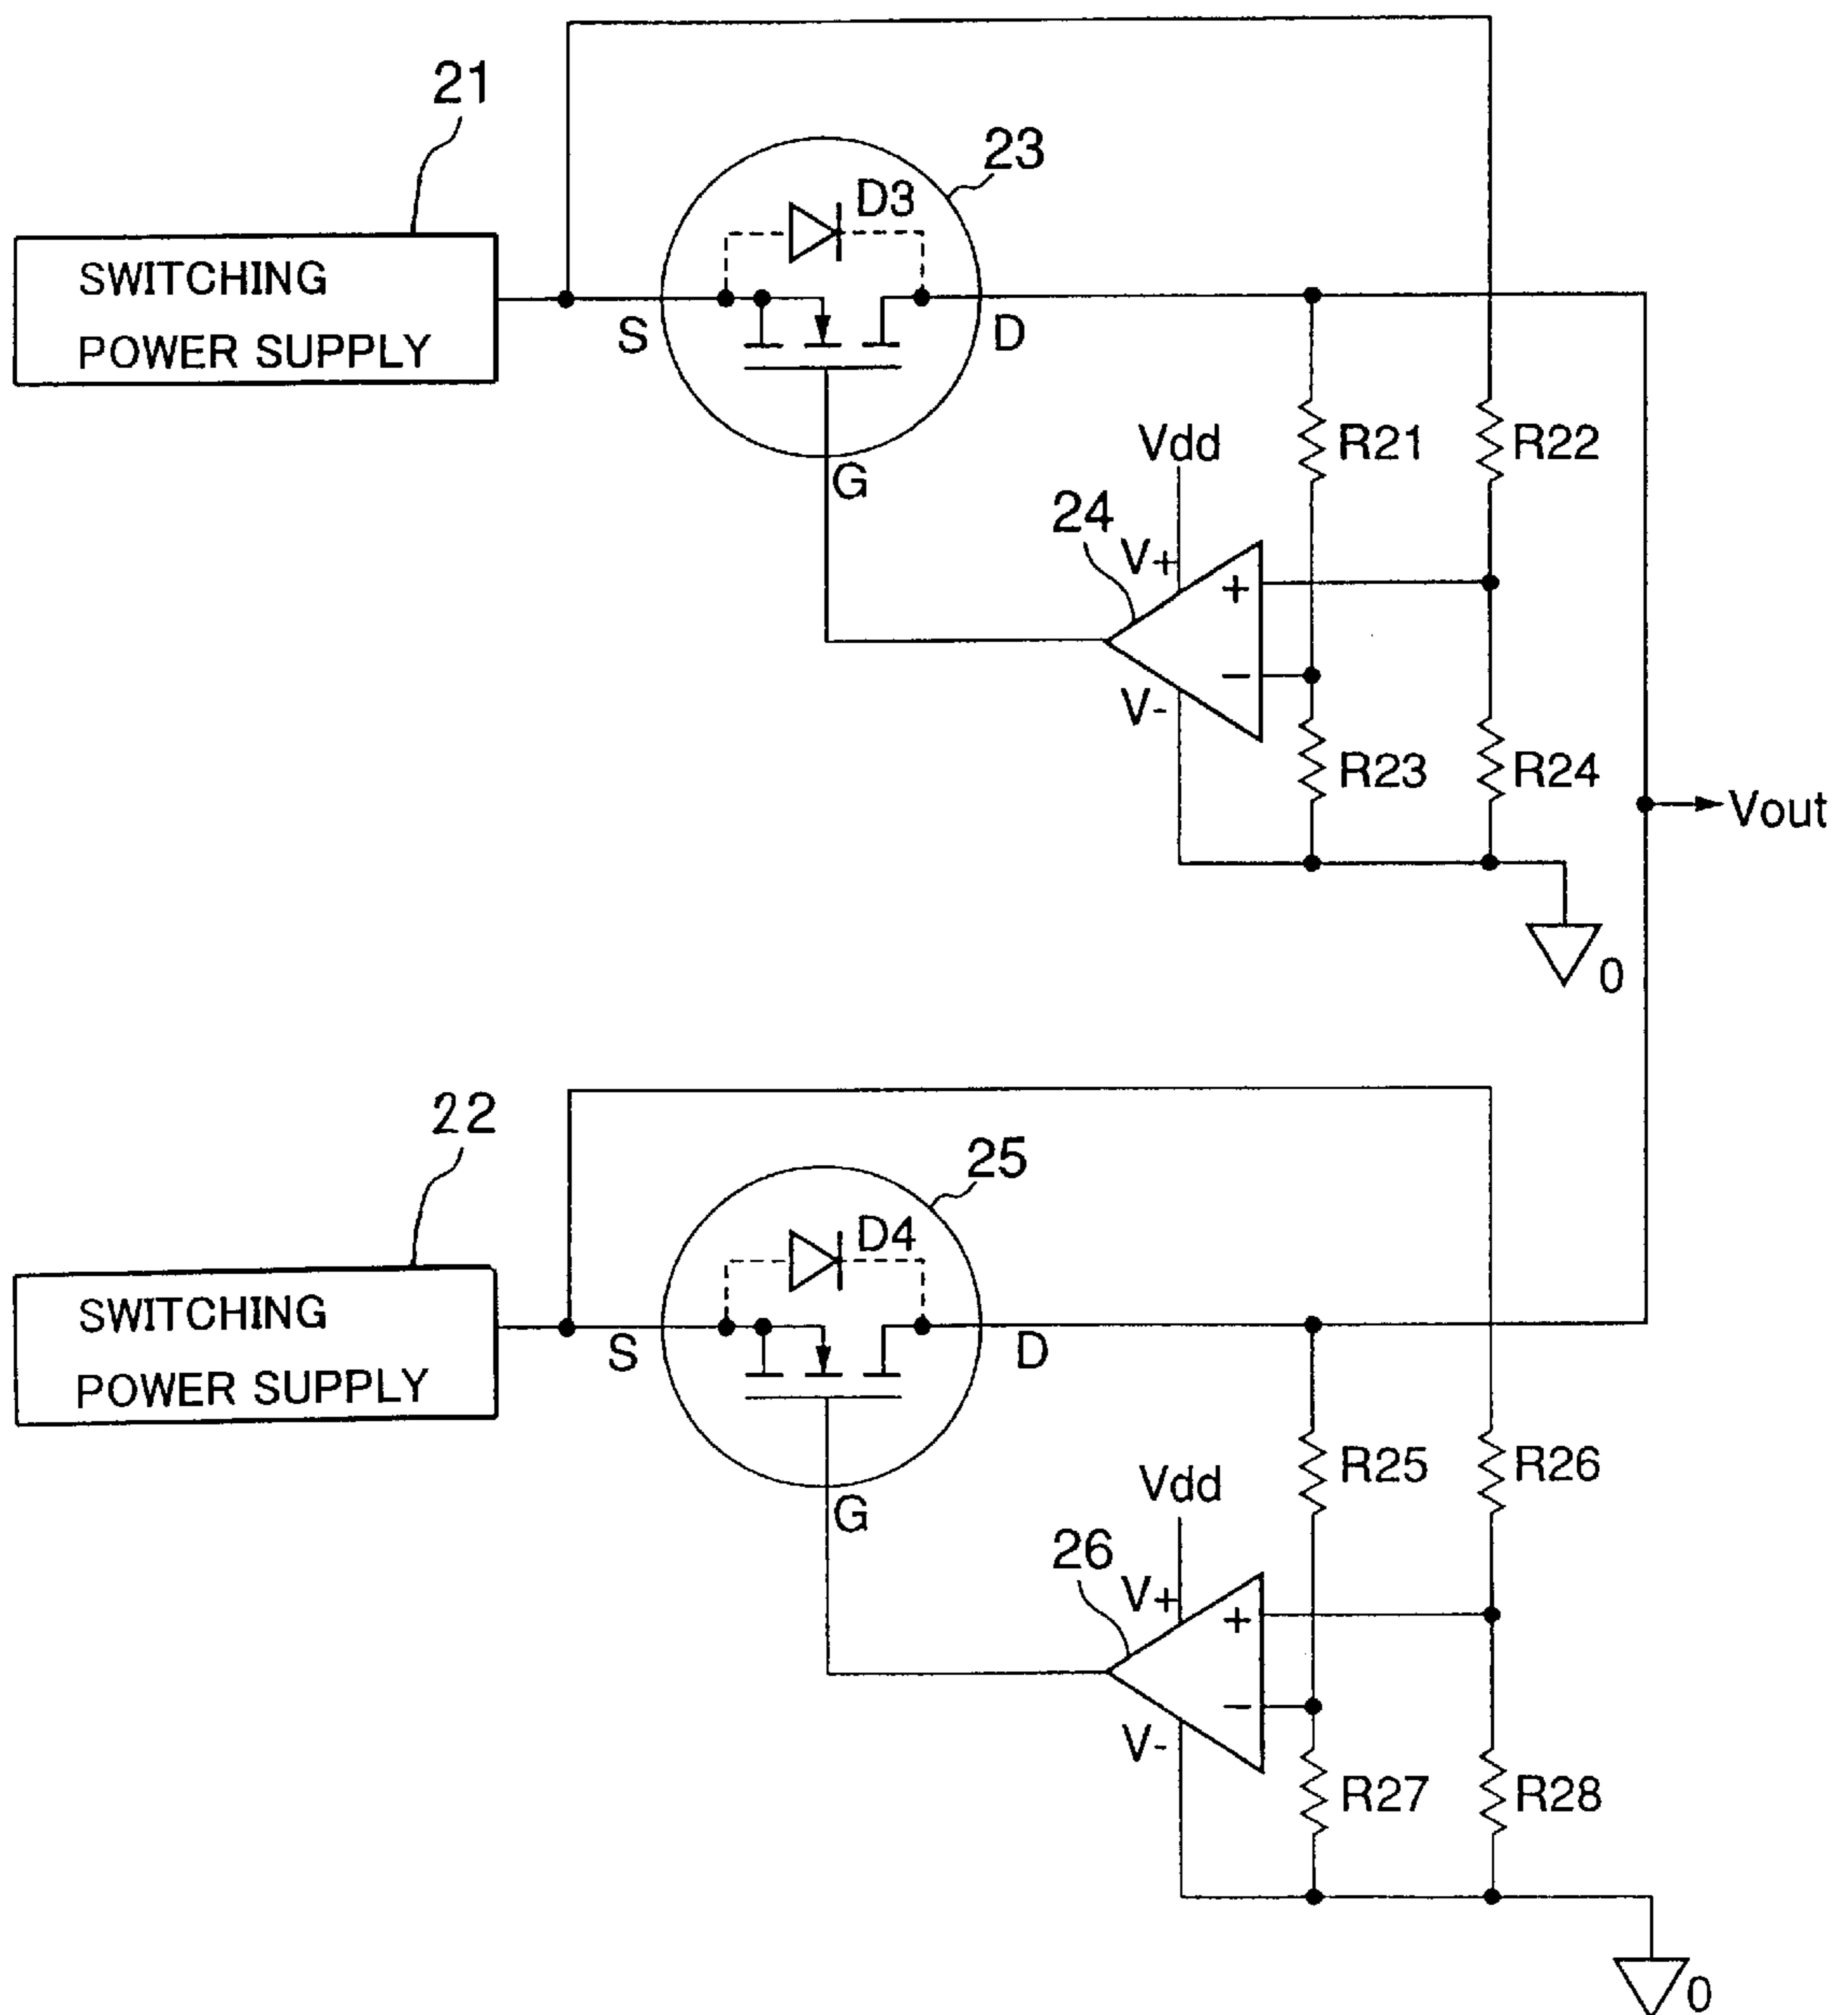 21
SWITCHING
POWER SUPPLY
23
D3
S
D
G
Vdd
R21
R22
24
V+
+
−
V-
R23
R24
Vout
0
22
SWITCHING
POWER SUPPLY
25
D4
S
D
G
Vdd
R25
R26
26
V+
+
−
V-
R27
R28
0